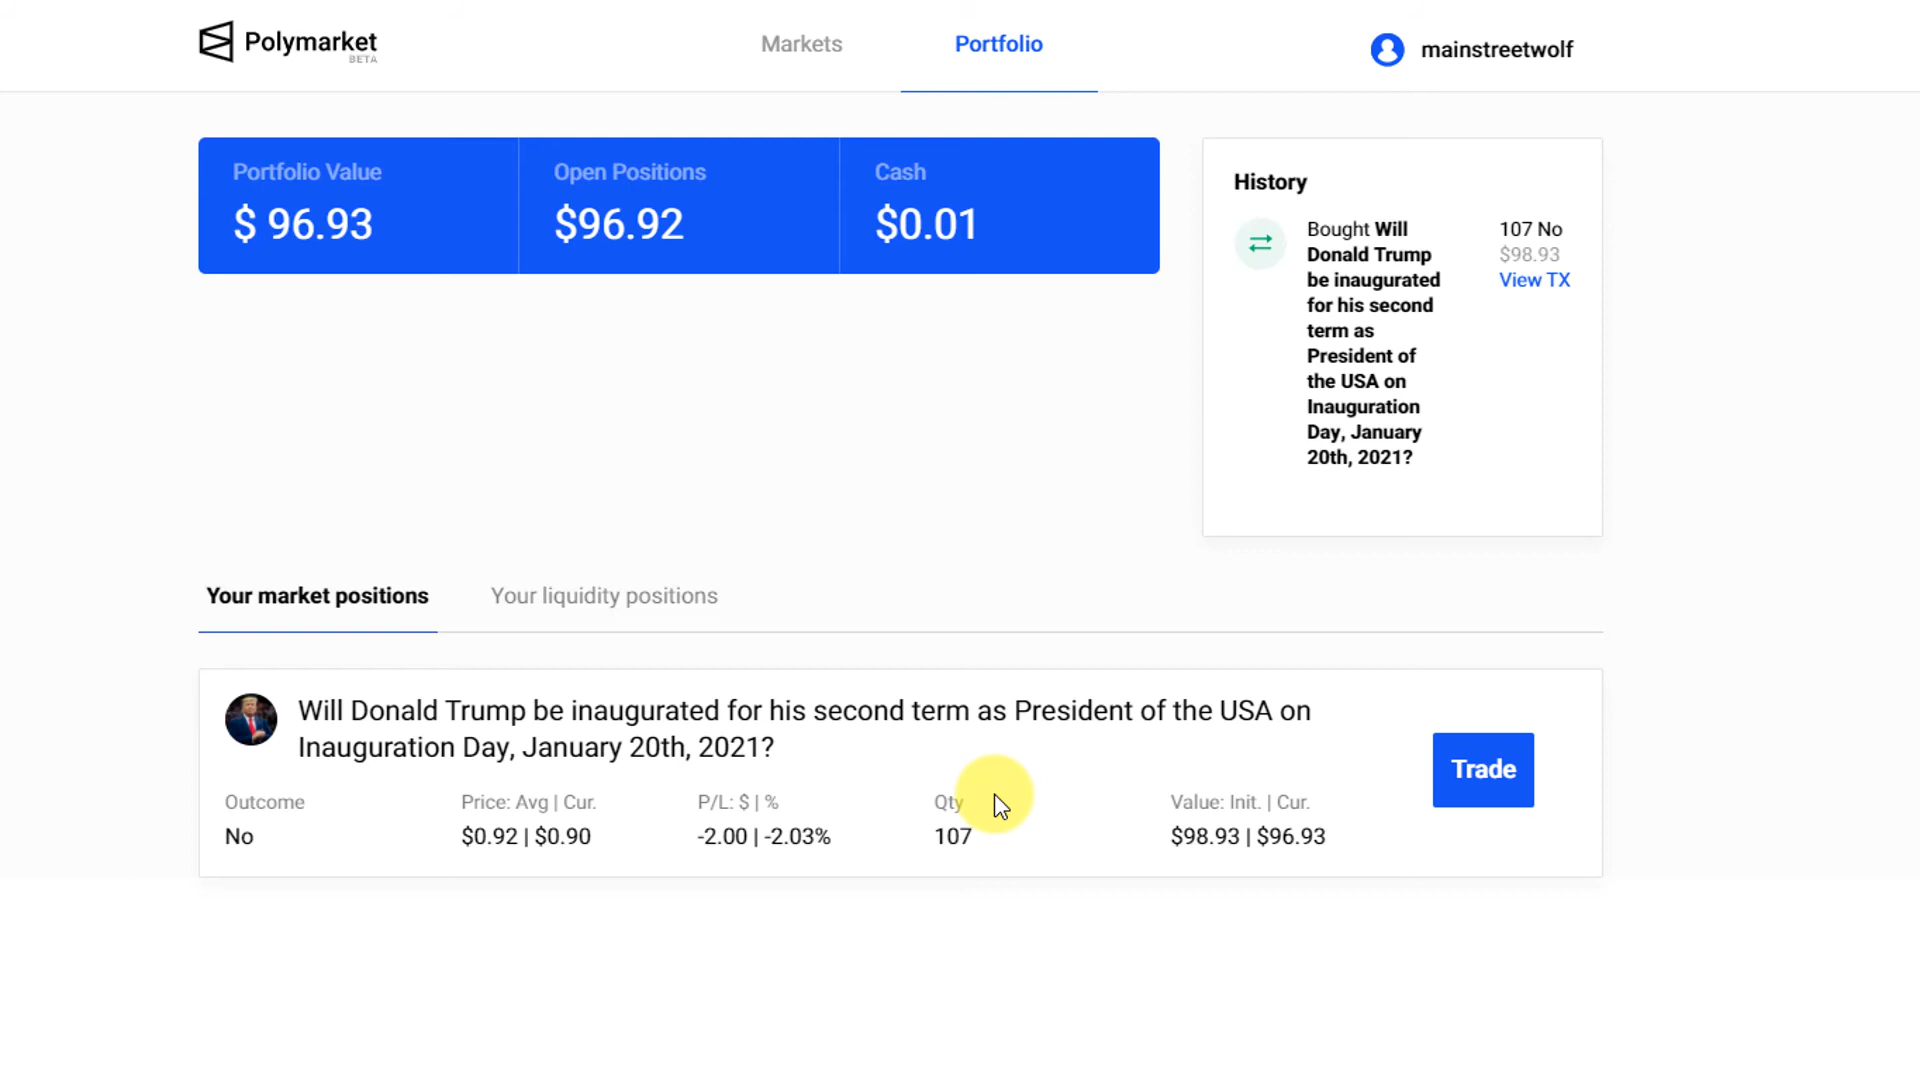 Polymarket
BETA
Markets
Portfolio
mainstreetwolf
Portfolio Value
$ 96.93
Open Positions
$96.92
Cash
$0.01
History
Bought Will
Donald Trump
be inaugurated
for his second
term as
President of
the USA on
Inauguration
Day, January
20th, 2021?
107 No
$98.93
View TX
Your market positions
Your liquidity positions
Will Donald Trump be inaugurated for his second term as President of the USA on
Inauguration Day, January 20th, 2021?
Outcome
No
Price: Avg | Cur.
$0.92 | $0.90
P/L: $ | %
-2.00 | -2.03%
Qty
107
Value: Init. | Cur.
$98.93 | $96.93
Trade